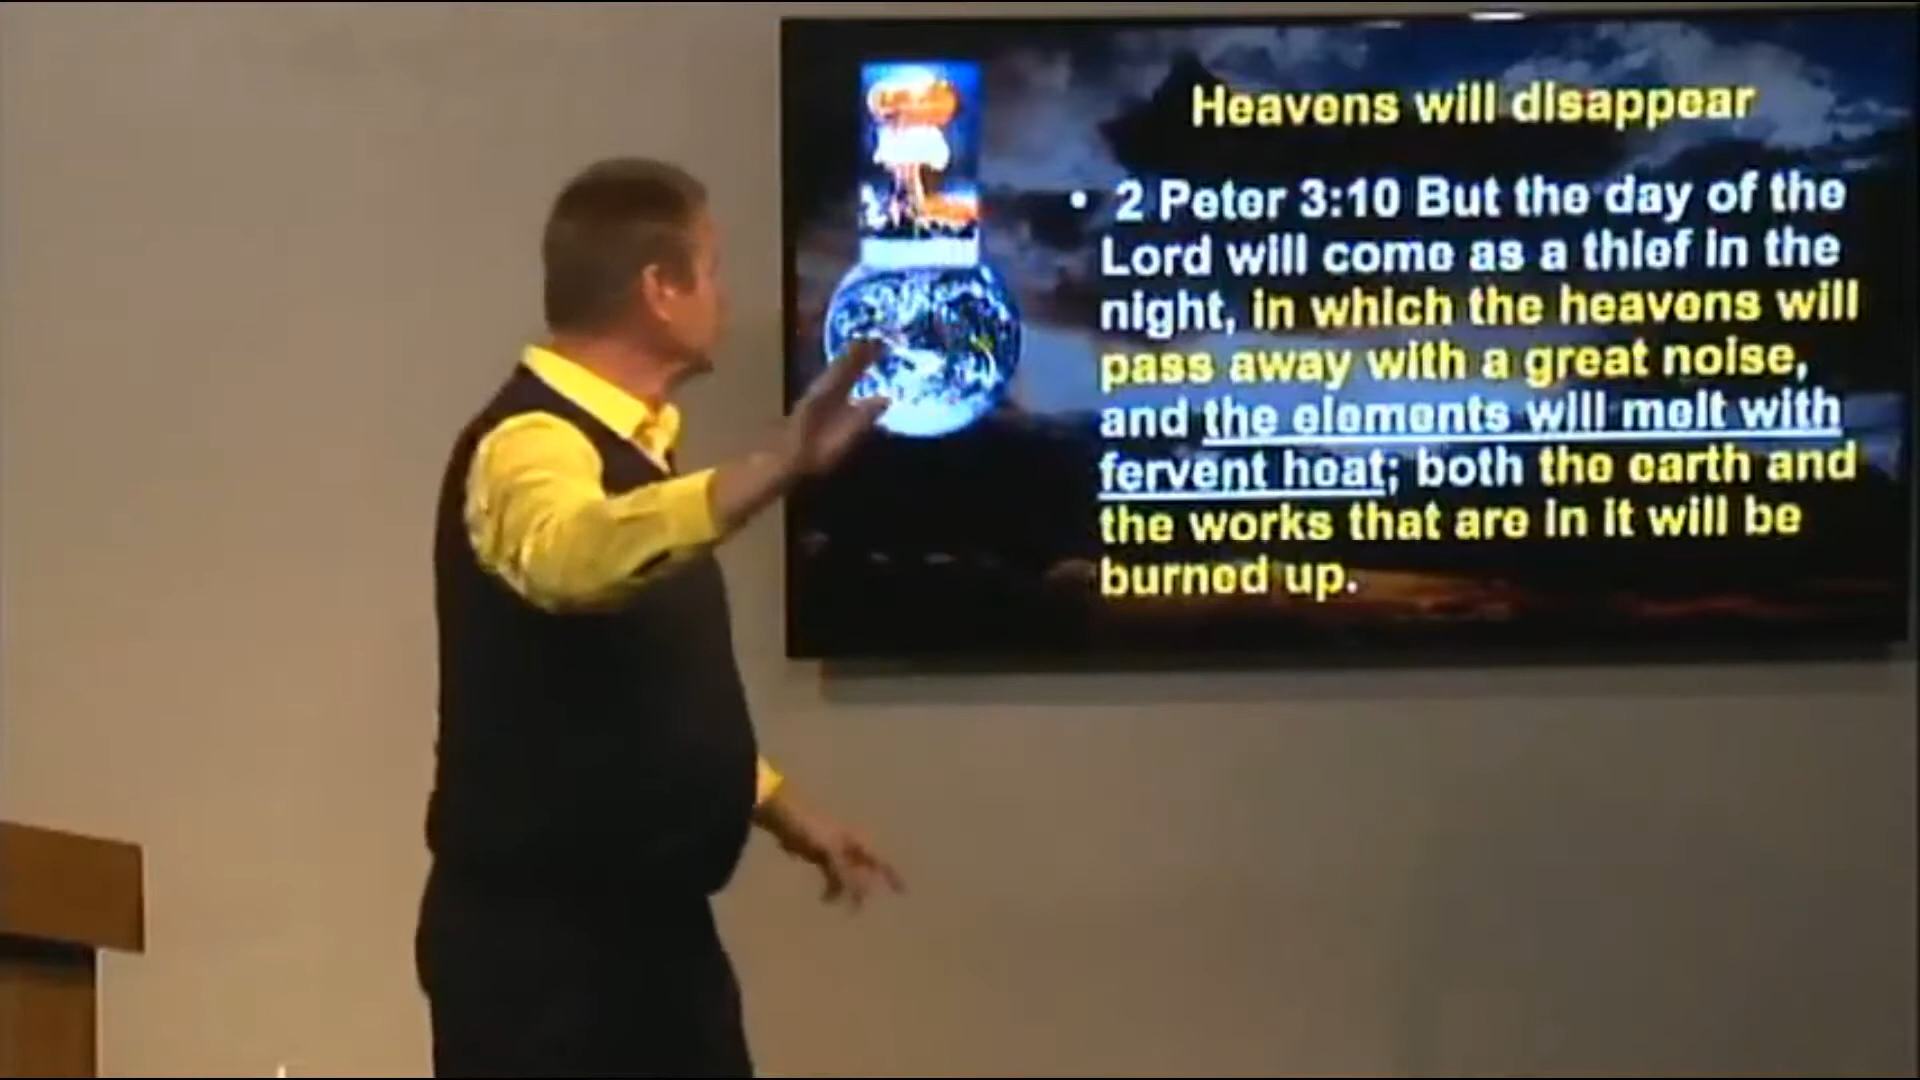 Heavens will disappear
• 2 Peter 3:10 But the day of the
Lord will come as a thief in the
night, in which the heavens will
pass away with a great noise,
and the elements will melt with
fervent heat; both the earth and
the works that are in it will be
burned up.